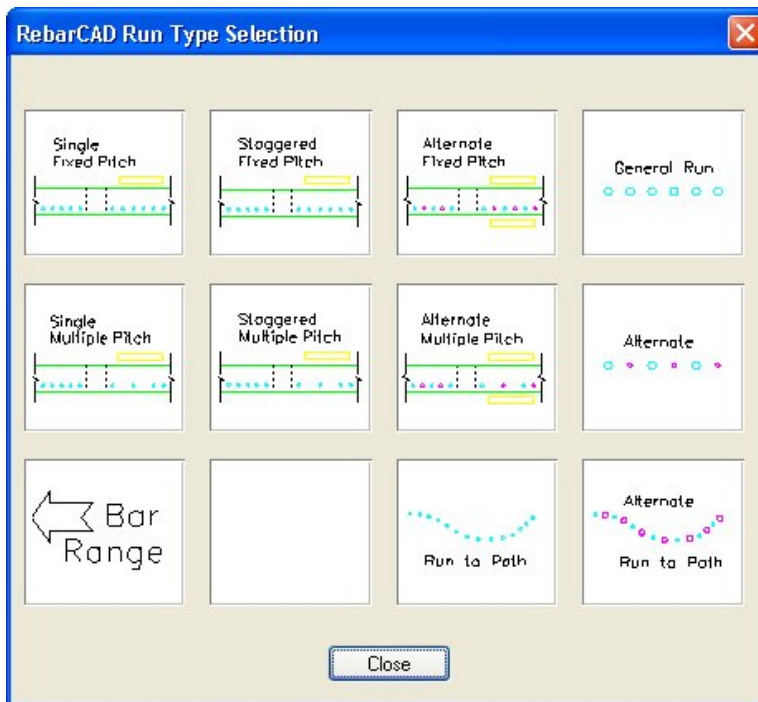 RebarCAD Run Type Selection
Single
Fixed Pitch
Staggered
Fixed Pitch
Alternate
Fixed Pitch
General Run
Single
Multiple Pitch
Staggered
Multiple Pitch
Alternate
Multiple Pitch
Alternate
Bar
Range
Run to Path
Alternate
Run to Path
Close